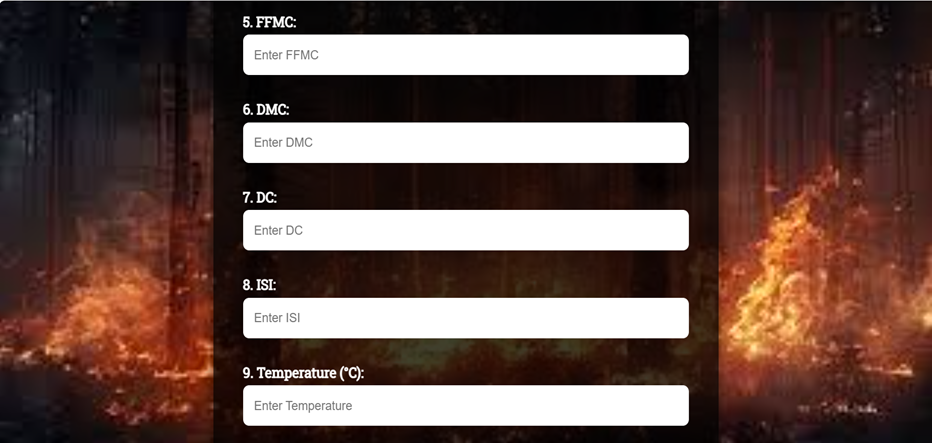 5. FFMC:
Enter FFMC
6. DMC:
Enter DMC
7. DC:
Enter DC
8. ISI:
Enter ISI
9. Temperature (°C):
Enter Temperature